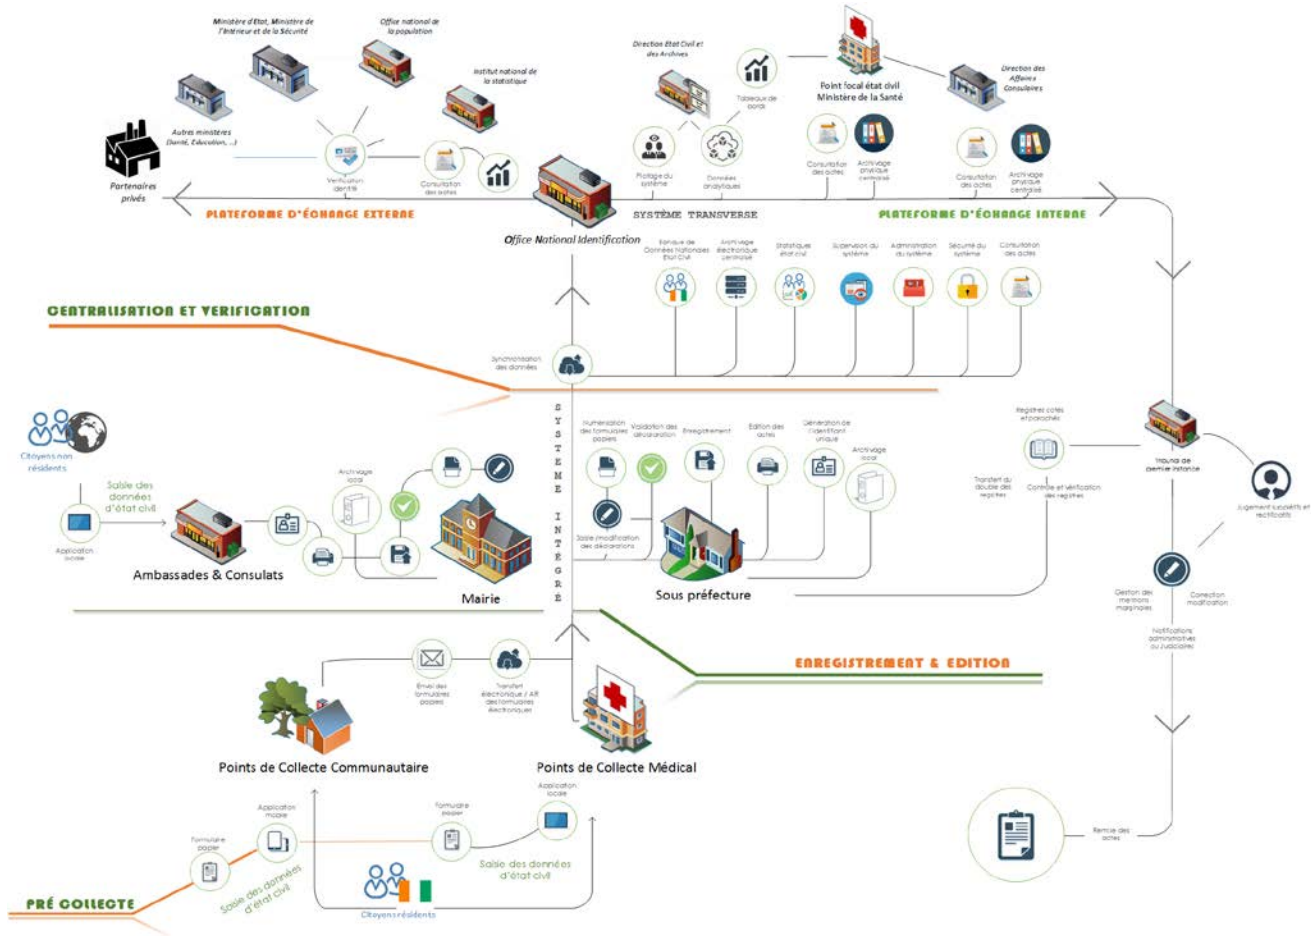 Ministère d'Etat, Ministère de
l'Intérieur et de la Sécurité
Office national de
la population
Institut national de
la statistique
Autres ministères
(Santé, Education, ...)
Partenaires
privés
Vérification
identité
Consultation
des actes
Direction Etat Civil et
des Archives
Tableaux de
bord
Pilotage du
système
Données
analytiques
Point focal état civil
Ministère de la Santé
Consultation
des actes
Archivage
physique
centralisé
Direction des
Affaires
Consulaires
Consultation
des actes
Archivage
physique
centralisé
PLATEFORME D'ÉCHANGE EXTERNE
SYSTÈME TRANSVERSE
PLATEFORME D'ÉCHANGE INTERNE
Office National Identification
Banque de
Données Nationales
Etat Civil
Archivage
électronique
centralisé
Statistiques
état civil
Supervision du
système
Administration
du système
Sécurité du
système
Consultation
des actes
CENTRALISATION ET VERIFICATION
Synchronisation
des données
SYSTEME INTÉGRÉ
Citoyens non
résidents
Saisie des
données
d'état civil
Application
locale
Ambassades & Consulats
Archivage
local
Mairie
Numérisation
des formulaires
papiers
Validation des
déclaration
Enregistrement
Edition des
actes
Génération de
l'identifiant
unique
Archivage
local
Saisie /modification
des déclarations
Sous préfecture
Registres cotés
et paraphés
Transfert du
double des
registres
Contrôle et Vérification
des registres
Tribunal de
premier instance
Jugement supplétifs et
rectificatifs
Gestion des
mentions
marginales
Correction
modification
Notifications
administratives
ou Judiciaires
Remise des
actes
ENREGISTREMENT & EDITION
Envoi des
formulaires
papiers
Transfert
électronique / AR
des formulaires
électroniques
Points de Collecte Communautaire
Points de Collecte Médical
Formulaire
papier
Application
mobile
Saisie des données
d'état civil
Formulaire
papier
Application
locale
Saisie des données
d'état civil
Citoyens résidents
PRÉ COLLECTE